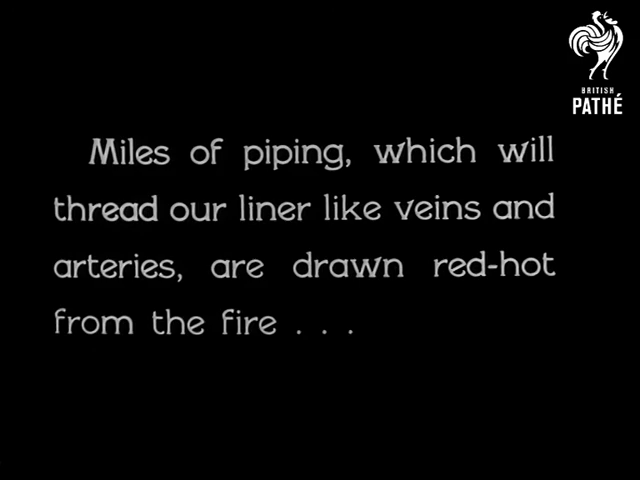 BRITISH
PATHÉ
Miles of piping, which will
thread our liner like veins and
arteries, are drawn red-hot
from the fire . . .